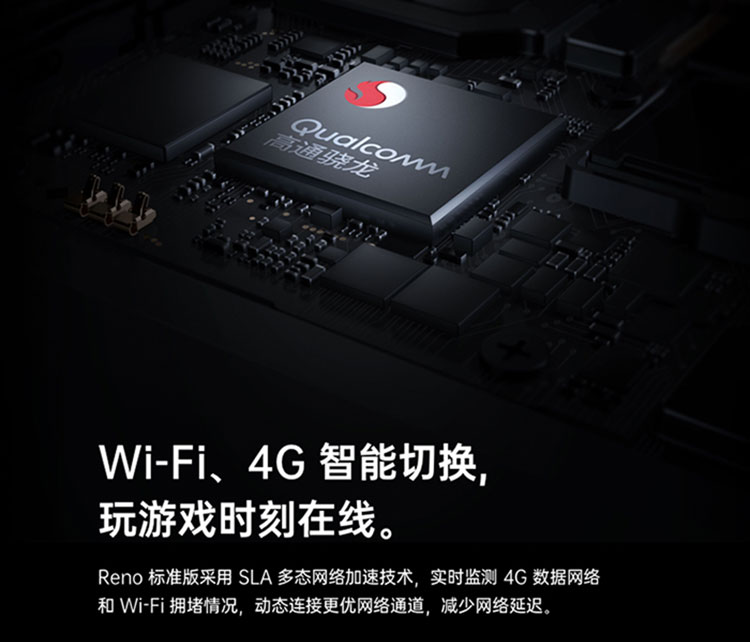 Qualcomm
高通骁龙
Wi-Fi、4G 智能切换,
玩游戏时刻在线。
Reno 标准版采用 SLA 多态网络加速技术，实时监测 4G 数据网络
和 Wi-Fi 拥堵情况，动态连接更优网络通道，减少网络延迟。